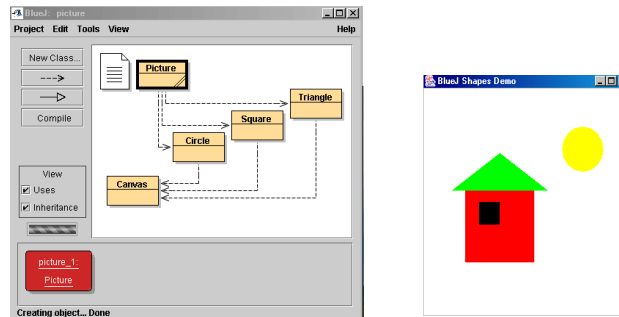 BlueJ: picture
Project Edit Tools View Help
New Class...
Compile
View
Uses
Inheritance
Picture
Triangle
Square
Circle
Canvas
picture_1:
Picture
Creating object... Done
BlueJ Shapes Demo